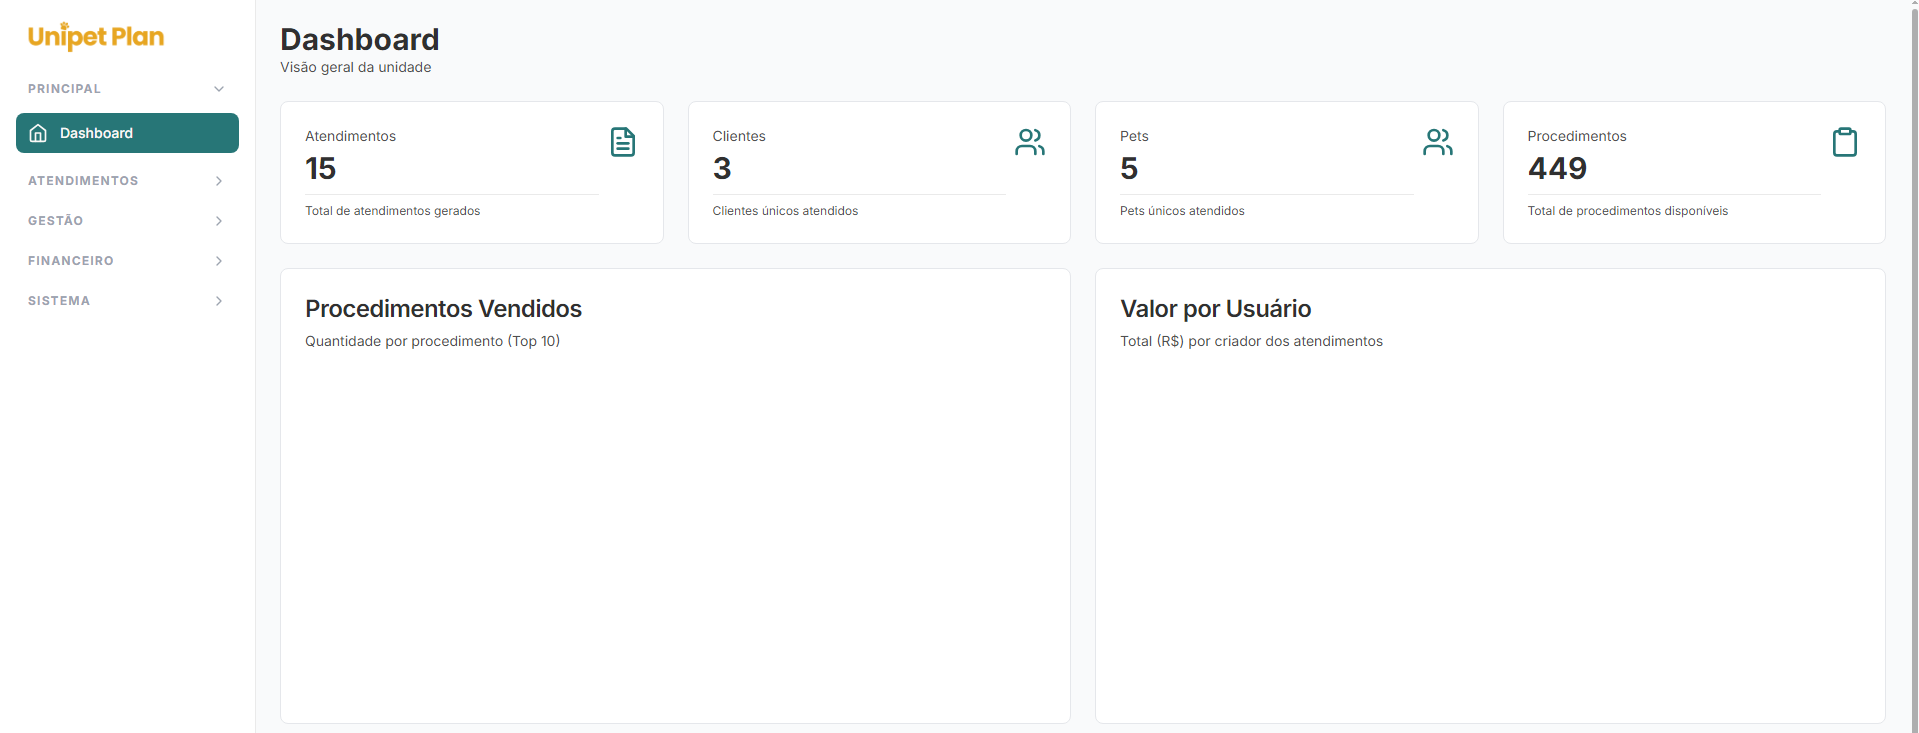 Unipet Plan
PRINCIPAL
Dashboard
ATENDIMENTOS
GESTÃO
FINANCEIRO
SISTEMA
Dashboard
Visão geral da unidade
Atendimentos
15
Total de atendimentos gerados
Clientes
3
Clientes únicos atendidos
Pets
5
Pets únicos atendidos
Procedimentos
449
Total de procedimentos disponíveis
Procedimentos Vendidos
Quantidade por procedimento (Top 10)
Valor por Usuário
Total (R$) por criador dos atendimentos